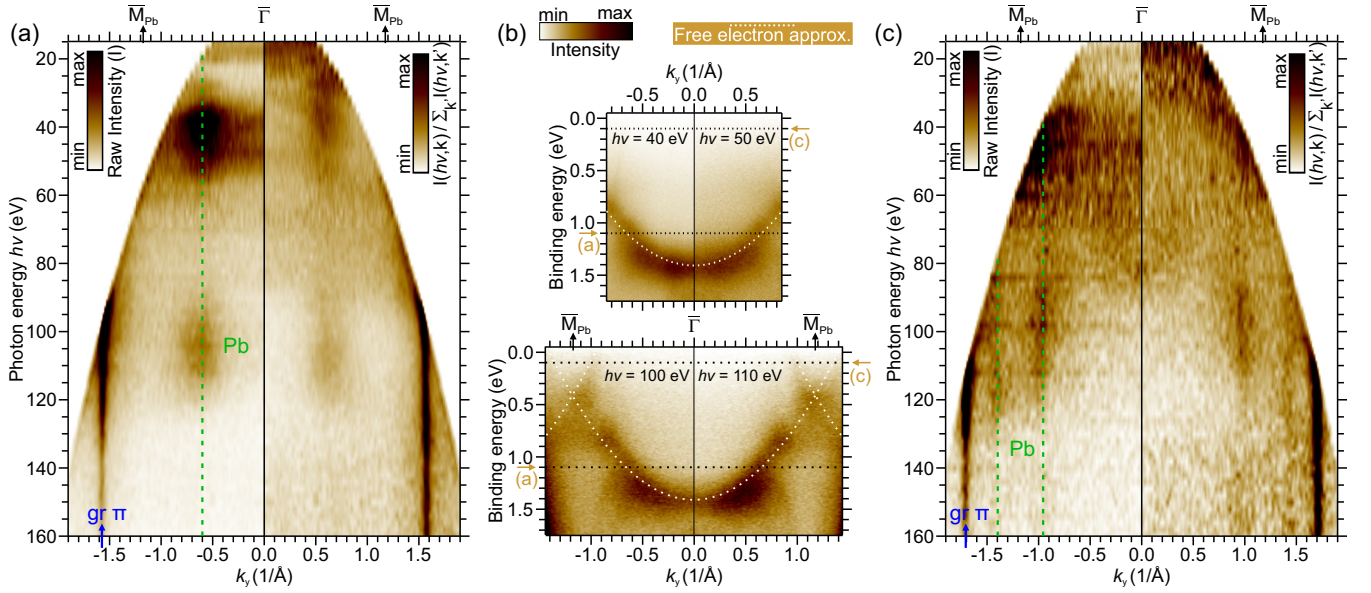 (a)
M̅Pb
Γ̅
M̅Pb
max
Raw Intensity (I)
min
max
I(hν,k) / Σk' I(hν,k')
min
Photon energy hν (eV)
20
40
60
80
100
120
140
160
Pb
gr π
-1.5 -1.0 -0.5 0.0 0.5 1.0 1.5
ky (1/Å)
(b)
min max
Intensity
Free electron approx.
ky (1/Å)
-0.5 0.0 0.5
hν = 40 eV hν = 50 eV
(c)
(a)
Binding energy (eV)
0.0
0.5
1.0
1.5
M̅Pb Γ̅ M̅Pb
hν = 100 eV hν = 110 eV
(c)
(a)
Binding energy (eV)
0.0
0.5
1.0
1.5
-1.0 -0.5 0.0 0.5 1.0
ky (1/Å)
(c)
M̅Pb
Γ̅
M̅Pb
max
Raw Intensity (I)
min
max
I(hν,k) / Σk' I(hν,k')
min
Photon energy hν (eV)
20
40
60
80
100
120
140
160
Pb
gr π
-1.5 -1.0 -0.5 0.0 0.5 1.0 1.5
ky (1/Å)